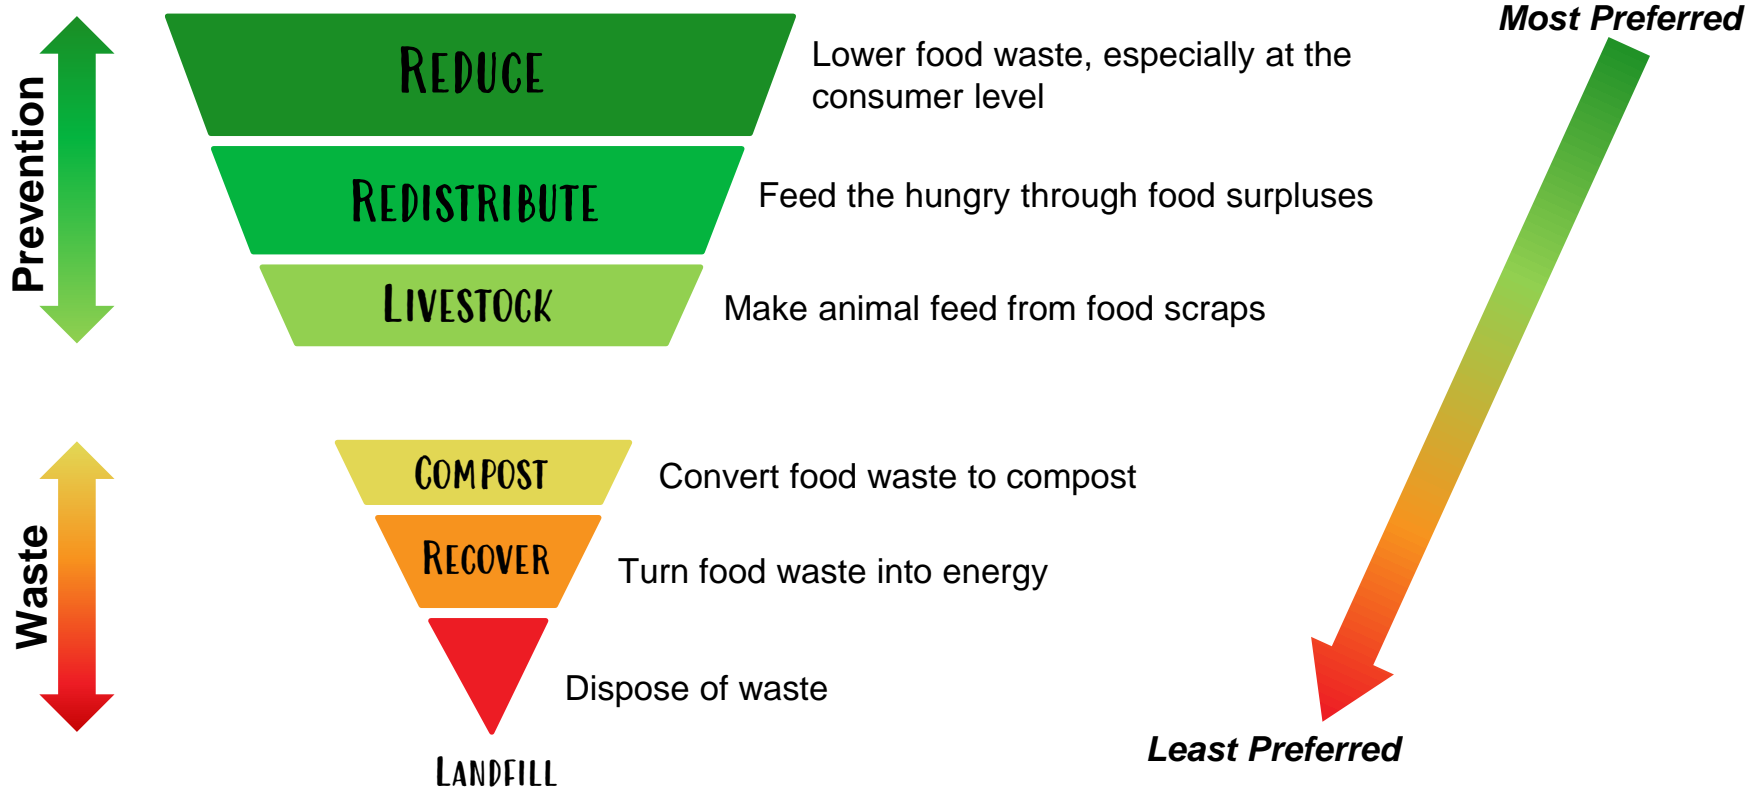 Most Preferred
Prevention
REDUCE
Lower food waste, especially at the
consumer level
REDISTRIBUTE
Feed the hungry through food surpluses
LIVESTOCK
Make animal feed from food scraps
Waste
COMPOST
Convert food waste to compost
RECOVER
Turn food waste into energy
Dispose of waste
LANDFILL
Least Preferred